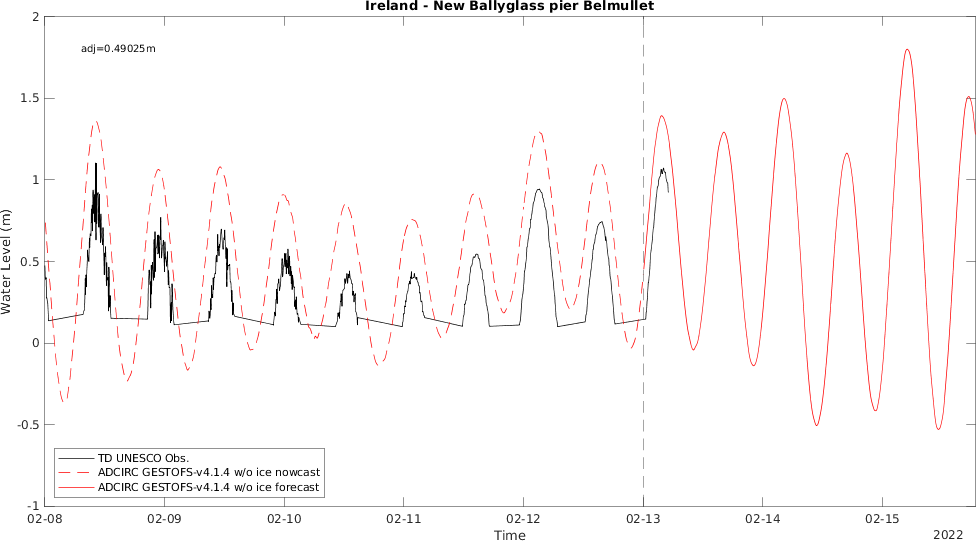 Ireland - New Ballyglass pier Belmullet
adj=0.49025m
2
1.5
1
0.5
0
-0.5
-1
Water Level (m)
TD UNESCO Obs.
ADCIRC GESTOFS-v4.1.4 w/o ice nowcast
ADCIRC GESTOFS-v4.1.4 w/o ice forecast
02-08 02-09 02-10 02-11 02-12 02-13 02-14 02-15
Time
2022